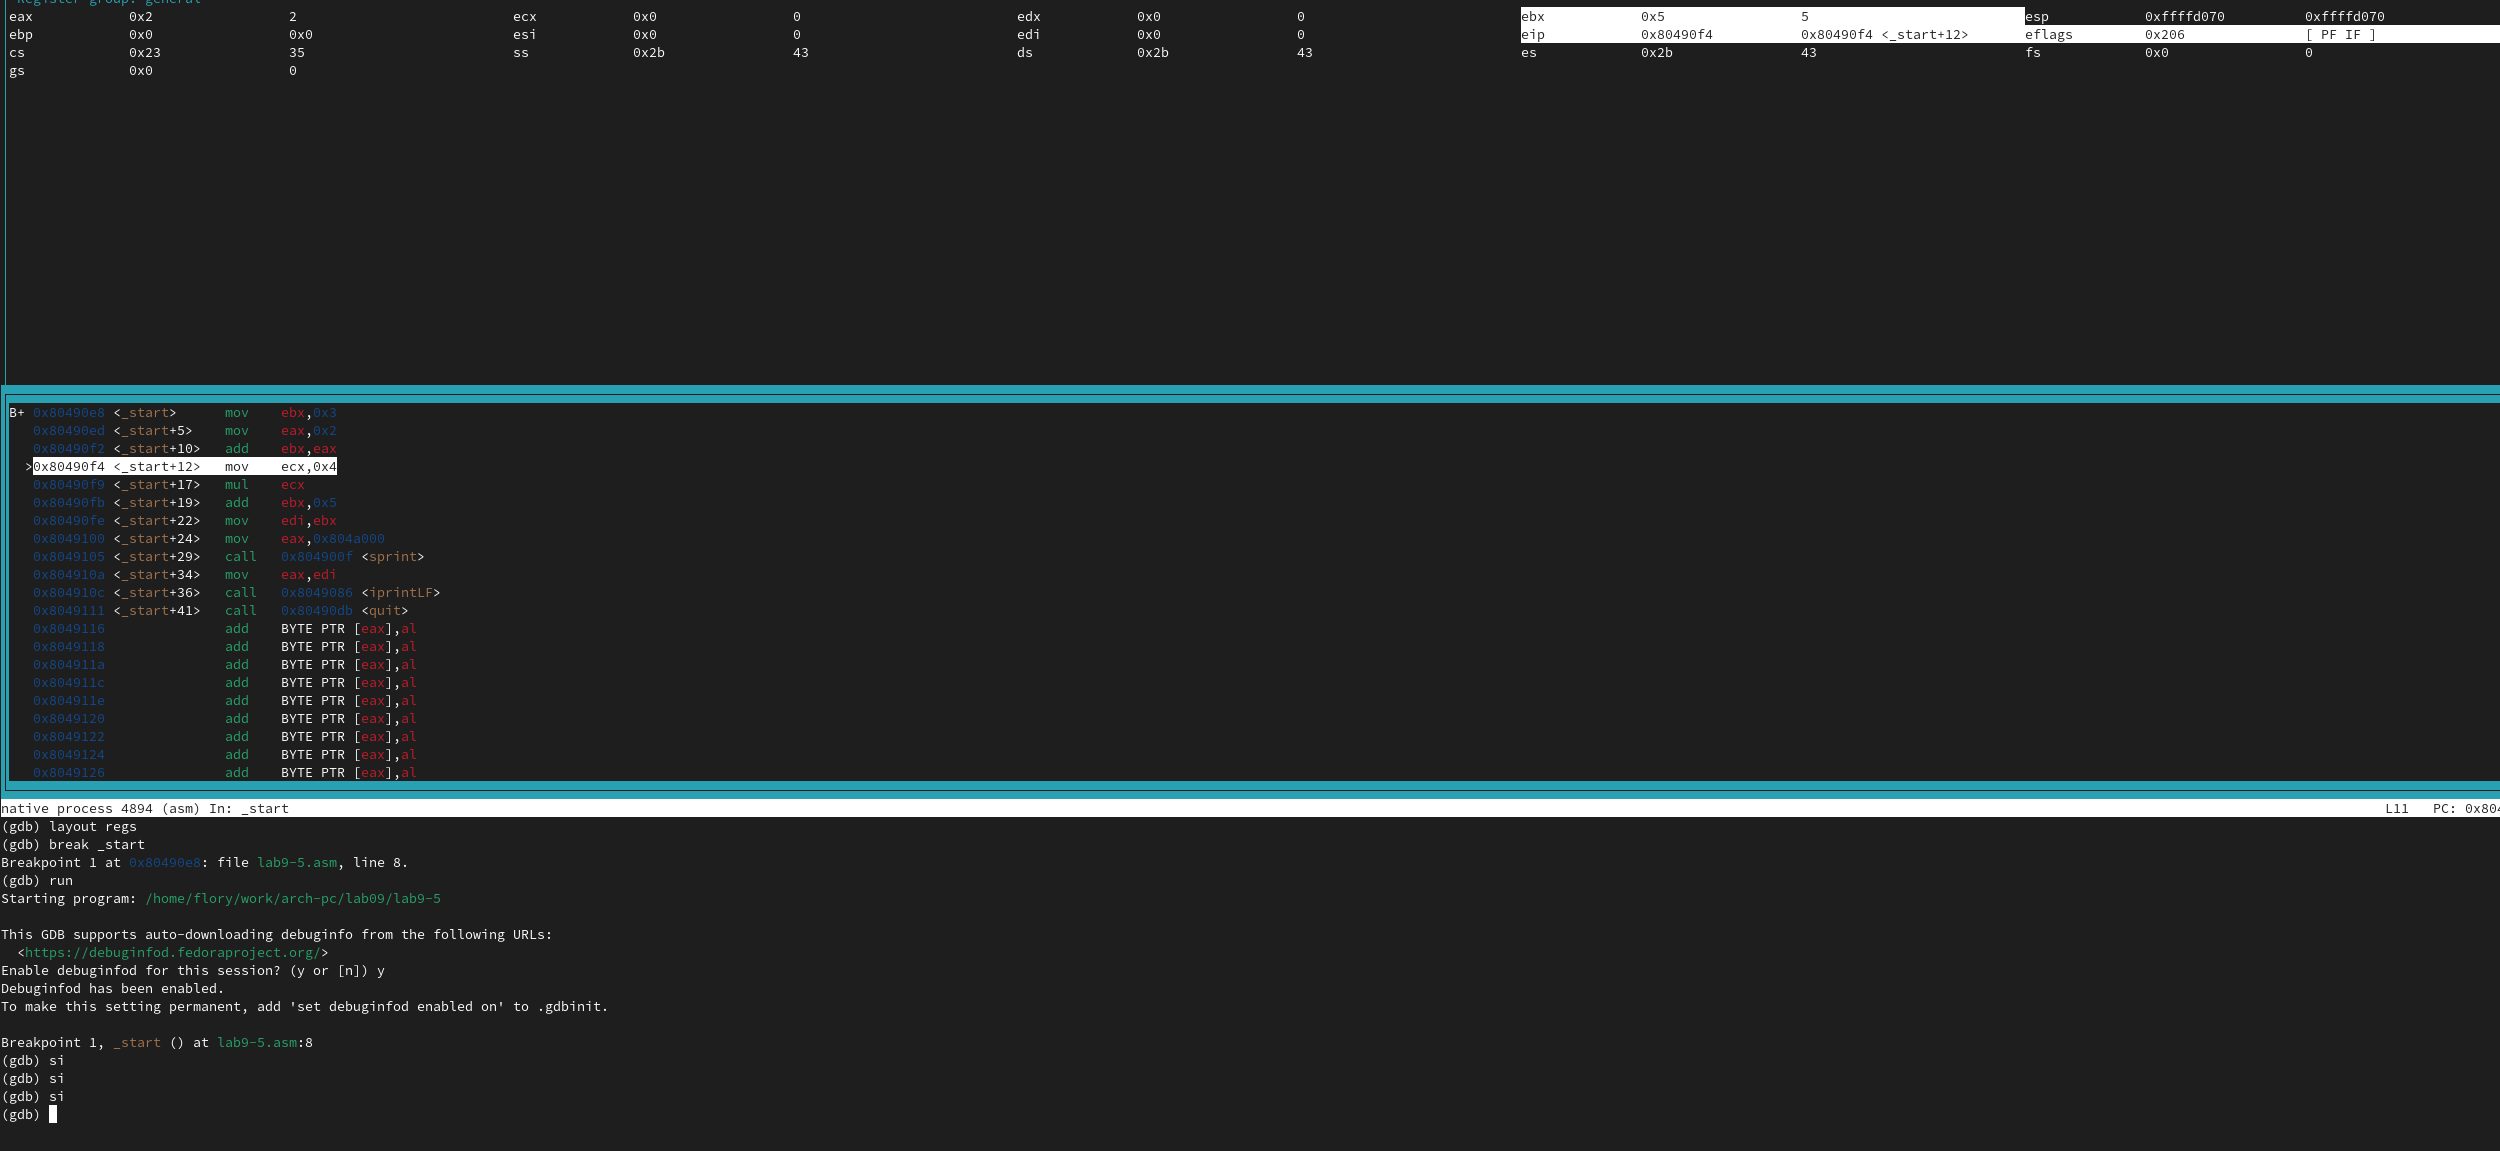 Register group: general
eax 0x2 2 ecx 0x0 0 edx 0x0 0 ebx 0x5 5 esp 0xffffd070 0xffffd070
ebp 0x0 0x0 esi 0x0 0 edi 0x0 0 eip 0x80490f4 0x80490f4 <_start+12> eflags 0x206 [ PF IF ]
cs 0x23 35 ss 0x2b 43 ds 0x2b 43 es 0x2b 43 fs 0x0 0
gs 0x0 0
B+ 0x80490e8 <_start> mov ebx,0x3
0x80490ed <_start+5> mov eax,0x2
0x80490f2 <_start+10> add ebx,eax
>0x80490f4 <_start+12> mov ecx,0x4
0x80490f9 <_start+17> mul ecx
0x80490fb <_start+19> add ebx,0x5
0x80490fe <_start+22> mov edi,ebx
0x8049100 <_start+24> mov eax,0x804a000
0x8049105 <_start+29> call 0x804900f <sprint>
0x804910a <_start+34> mov eax,edi
0x804910c <_start+36> call 0x8049086 <iprintLF>
0x8049111 <_start+41> call 0x80490db <quit>
0x8049116 add BYTE PTR [eax],al
0x8049118 add BYTE PTR [eax],al
0x804911a add BYTE PTR [eax],al
0x804911c add BYTE PTR [eax],al
0x804911e add BYTE PTR [eax],al
0x8049120 add BYTE PTR [eax],al
0x8049122 add BYTE PTR [eax],al
0x8049124 add BYTE PTR [eax],al
0x8049126 add BYTE PTR [eax],al
native process 4894 (asm) In: _start L11 PC: 0x804
(gdb) layout regs
(gdb) break _start
Breakpoint 1 at 0x80490e8: file lab9-5.asm, line 8.
(gdb) run
Starting program: /home/flory/work/arch-pc/lab09/lab9-5
This GDB supports auto-downloading debuginfo from the following URLs:
<https://debuginfod.fedoraproject.org/>
Enable debuginfod for this session? (y or [n]) y
Debuginfod has been enabled.
To make this setting permanent, add 'set debuginfod enabled on' to .gdbinit.
Breakpoint 1, _start () at lab9-5.asm:8
(gdb) si
(gdb) si
(gdb) si
(gdb)